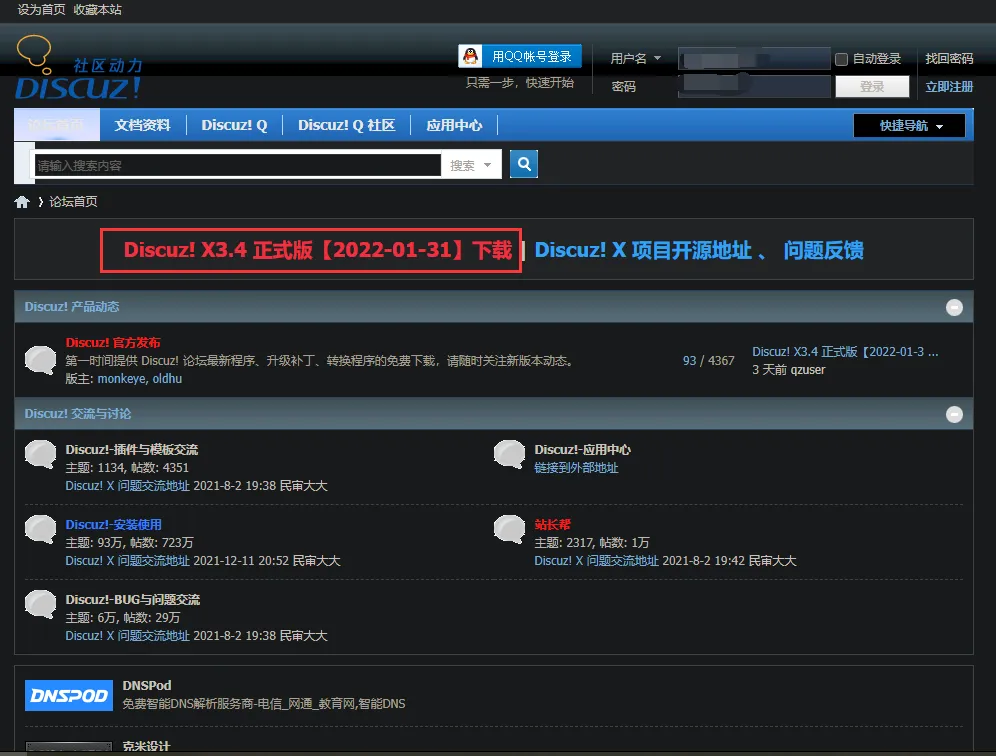 设为首页 收藏本站
社区动力
DISCUZ!
用QQ帐号登录
只需一步，快速开始
用户名
自动登录 找回密码
密码
登录 立即注册
论坛首页 文档资料 Discuz! Q Discuz! Q 社区 应用中心 快捷导航
请输入搜索内容 搜索
论坛首页
Discuz! X3.4 正式版【2022-01-31】下载 | Discuz! X 项目开源地址 、 问题反馈
Discuz! 产品动态
Discuz! 官方发布
第一时间提供 Discuz! 论坛最新程序、升级补丁、转换程序的免费下载，请随时关注新版本动态。
版主: monkeye, oldhu
93 / 4367
Discuz! X3.4 正式版【2022-01-3 ...
3 天前 qzuser
Discuz! 交流与讨论
Discuz!-插件与模板交流
主题: 1134, 帖数: 4351
Discuz! X 问题交流地址 2021-8-2 19:38 民审大大
Discuz!-应用中心
链接到外部地址
Discuz!-安装使用
主题: 93万, 帖数: 723万
Discuz! X 问题交流地址 2021-12-11 20:52 民审大大
站长帮
主题: 2317, 帖数: 1万
Discuz! X 问题交流地址 2021-8-2 19:42 民审大大
Discuz!-BUG与问题交流
主题: 6万, 帖数: 29万
Discuz! X 问题交流地址 2021-8-2 19:38 民审大大
DNSPOD
DNSPod
免费智能DNS解析服务商-电信_网通_教育网,智能DNS
克米设计